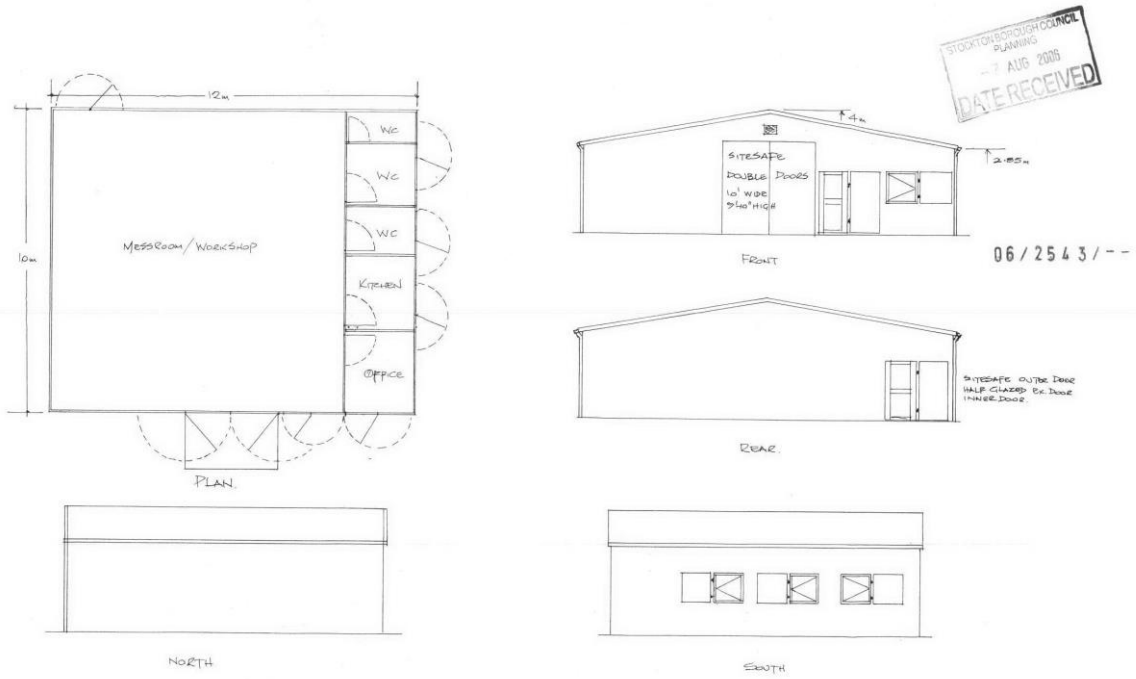 STOCKTON BOROUGH COUNCIL
PLANNING
-7 AUG 2006
DATE RECEIVED
12m
10m
WC
WC
WC
MESSROOM/WORKSHOP
KITCHEN
OFFICE
PLAN.
4m
2.85m
SITESAFE
DOUBLE DOORS
10' WIDE
HIGH
FRONT
06/2543/--
SITESAFE OUTER DOOR
HALF GLAZED EX. DOOR
INNER DOOR.
REAR.
NORTH
SOUTH